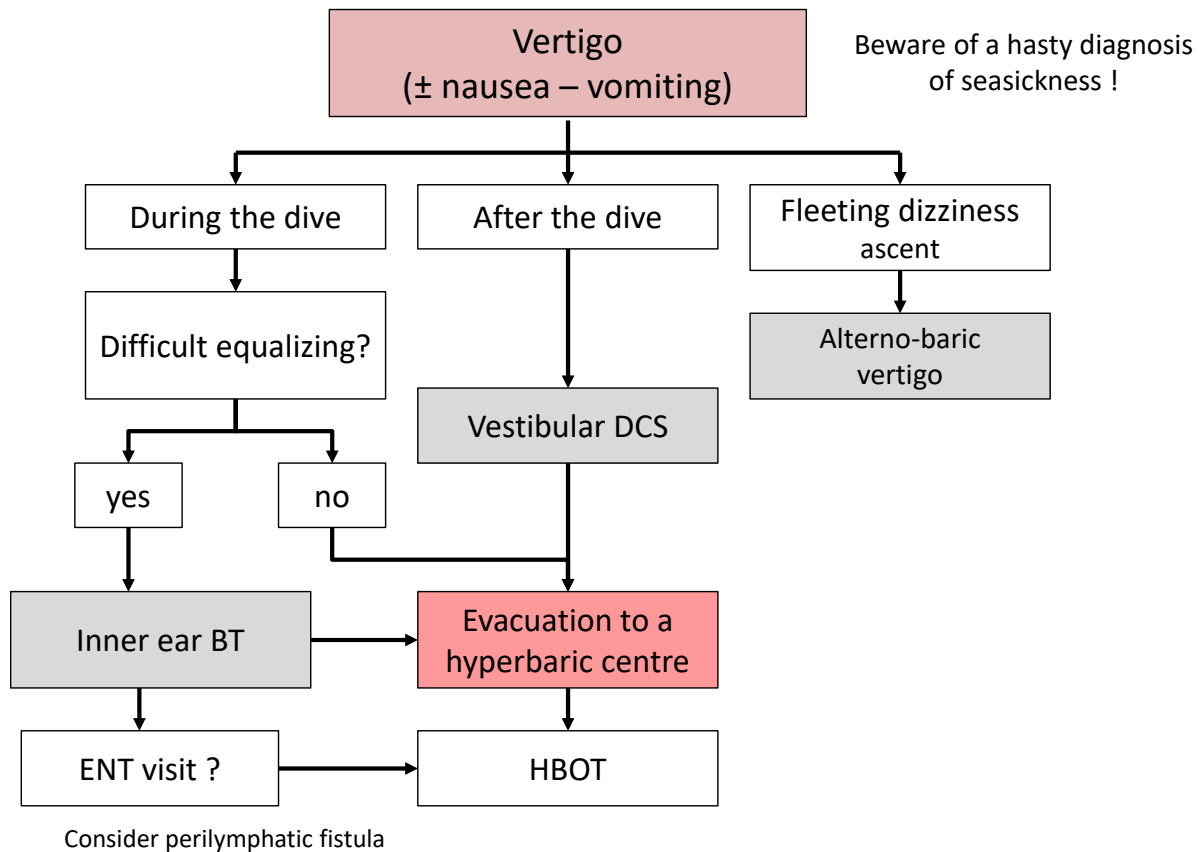 Vertigo
(± nausea – vomiting)
Beware of a hasty diagnosis
of seasickness !
During the dive
After the dive
Fleeting dizziness
ascent
Difficult equalizing?
Alterno-baric
vertigo
Vestibular DCS
yes
no
Inner ear BT
Evacuation to a
hyperbaric centre
ENT visit ?
HBOT
Consider perilymphatic fistula